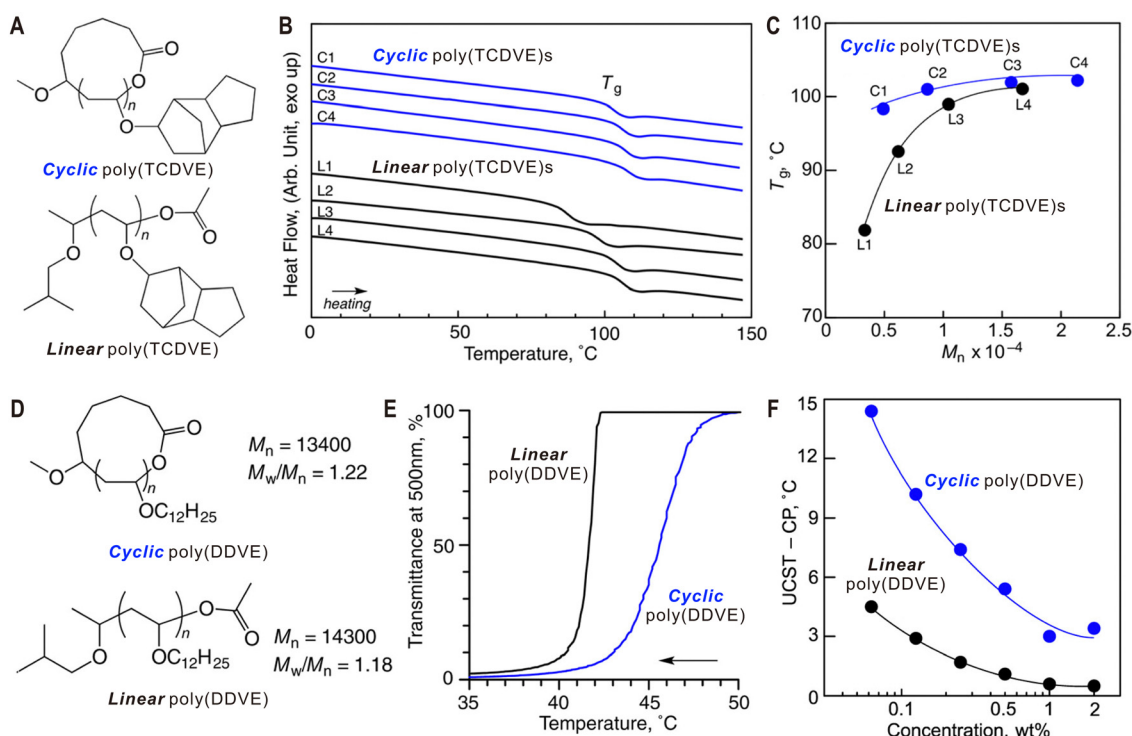 A
O
O
O
n
O
Cyclic poly(TCDVE)
O
O
O
O
n
Linear poly(TCDVE)
B
Cyclic poly(TCDVE)s
C1
C2
C3
C4
Tg
Linear poly(TCDVE)s
L1
L2
L3
L4
heating
Heat Flow, (Arb. Unit, exo up)
0
50
100
150
Temperature, ˚C
C
110
100
90
80
70
Tg, ˚C
Cyclic poly(TCDVE)s
C1
C2
C3
C4
L1
L2
L3
L4
Linear poly(TCDVE)s
0
0.5
1
1.5
2
2.5
Mn x 10⁻⁴
D
O
O
O
n
OC12H25
Mn = 13400
Mw/Mn = 1.22
Cyclic poly(DDVE)
O
O
O
n
OC12H25
Mn = 14300
Mw/Mn = 1.18
Linear poly(DDVE)
E
100
50
0
Transmittance at 500nm, %
Linear
poly(DDVE)
Cyclic
poly(DDVE)
35
40
45
50
Temperature, ˚C
F
15
12
9
6
3
0
UCST – CP, ˚C
Cyclic poly(DDVE)
Linear
poly(DDVE)
0.1
0.5
1
2
Concentration, wt%